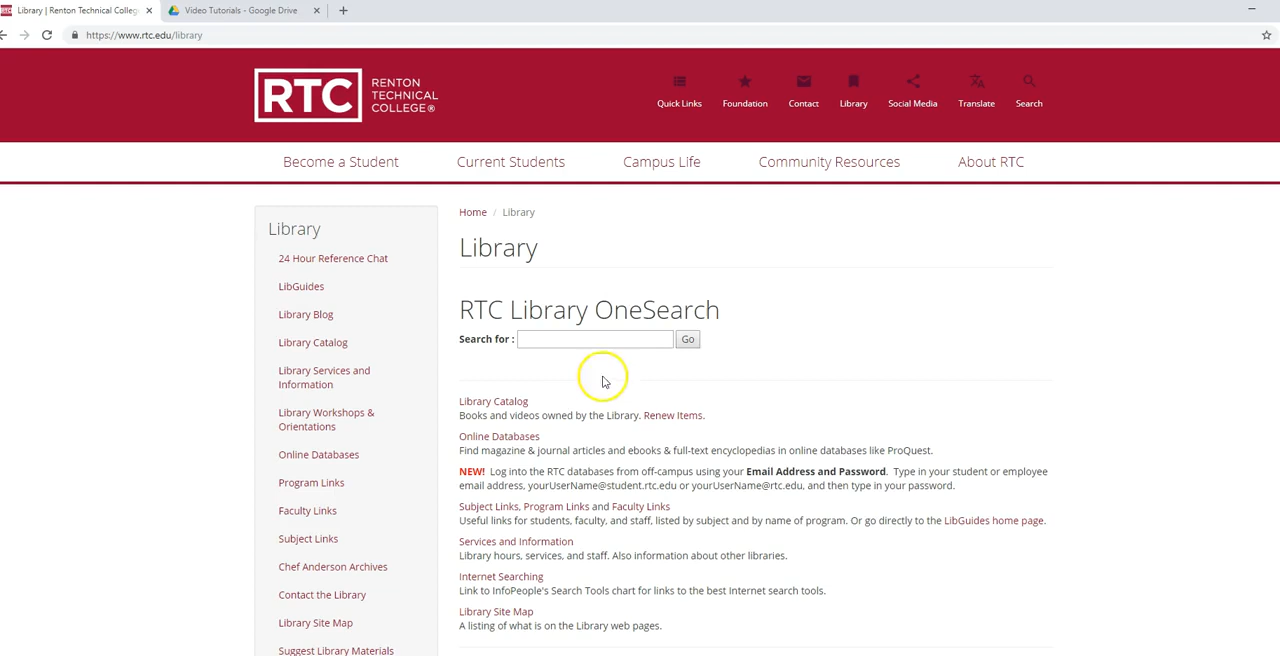 Library | Renton Technical Colleg
Video Tutorials - Google Drive
https://www.rtc.edu/library
RTC
RENTON
TECHNICAL
COLLEGE®
Quick Links
Foundation
Contact
Library
Social Media
Translate
Search
Become a Student
Current Students
Campus Life
Community Resources
About RTC
Library
24 Hour Reference Chat
LibGuides
Library Blog
Library Catalog
Library Services and
Information
Library Workshops &
Orientations
Online Databases
Program Links
Faculty Links
Subject Links
Chef Anderson Archives
Contact the Library
Library Site Map
Suggest Library Materials
Home / Library
Library
RTC Library OneSearch
Search for :
Go
Library Catalog
Books and videos owned by the Library. Renew Items.
Online Databases
Find magazine & journal articles and ebooks & full-text encyclopedias in online databases like ProQuest.
NEW! Log into the RTC databases from off-campus using your Email Address and Password. Type in your student or employee
email address, yourUserName@student.rtc.edu or yourUserName@rtc.edu, and then type in your password.
Subject Links, Program Links and Faculty Links
Useful links for students, faculty, and staff, listed by subject and by name of program. Or go directly to the LibGuides home page.
Services and Information
Library hours, services, and staff. Also information about other libraries.
Internet Searching
Link to InfoPeople's Search Tools chart for links to the best Internet search tools.
Library Site Map
A listing of what is on the Library web pages.